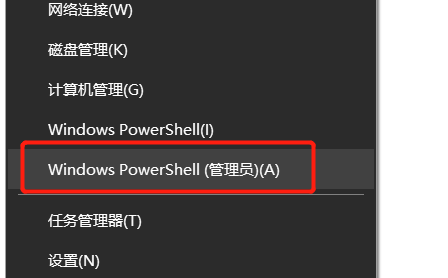 网络连接(W)
磁盘管理(K)
计算机管理(G)
Windows PowerShell(I)
Windows PowerShell (管理员)(A)
任务管理器(T)
设置(N)